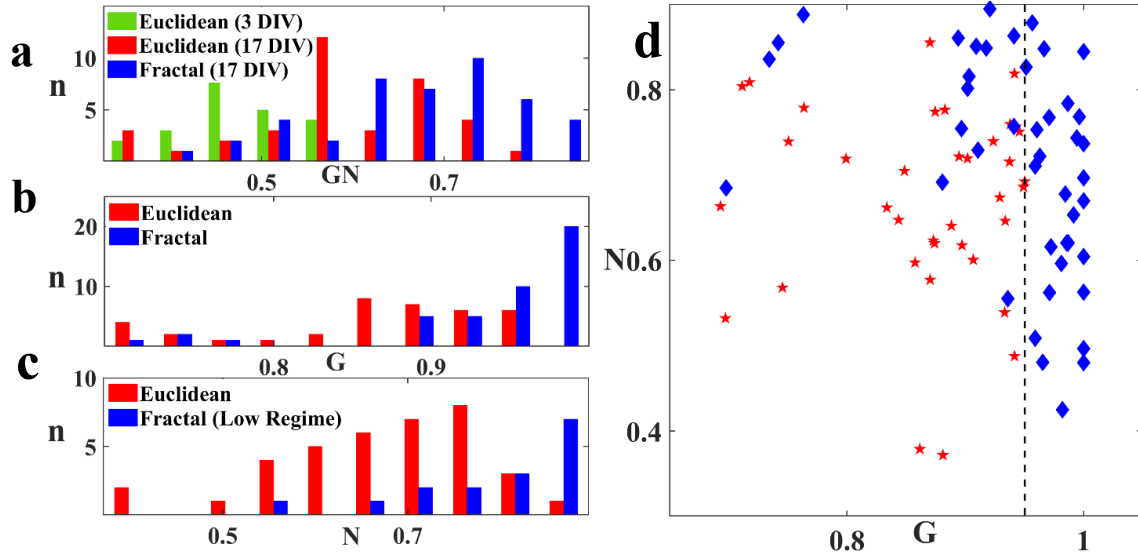 a
Euclidean (3 DIV)
Euclidean (17 DIV)
Fractal (17 DIV)
10
5
n
0.5
0.7
GN
b
Euclidean
Fractal
20
10
n
0.8
0.9
G
c
Euclidean
Fractal (Low Regime)
10
5
n
0.5
0.7
N
d
0.8
N0.6
0.4
0.8
1
G